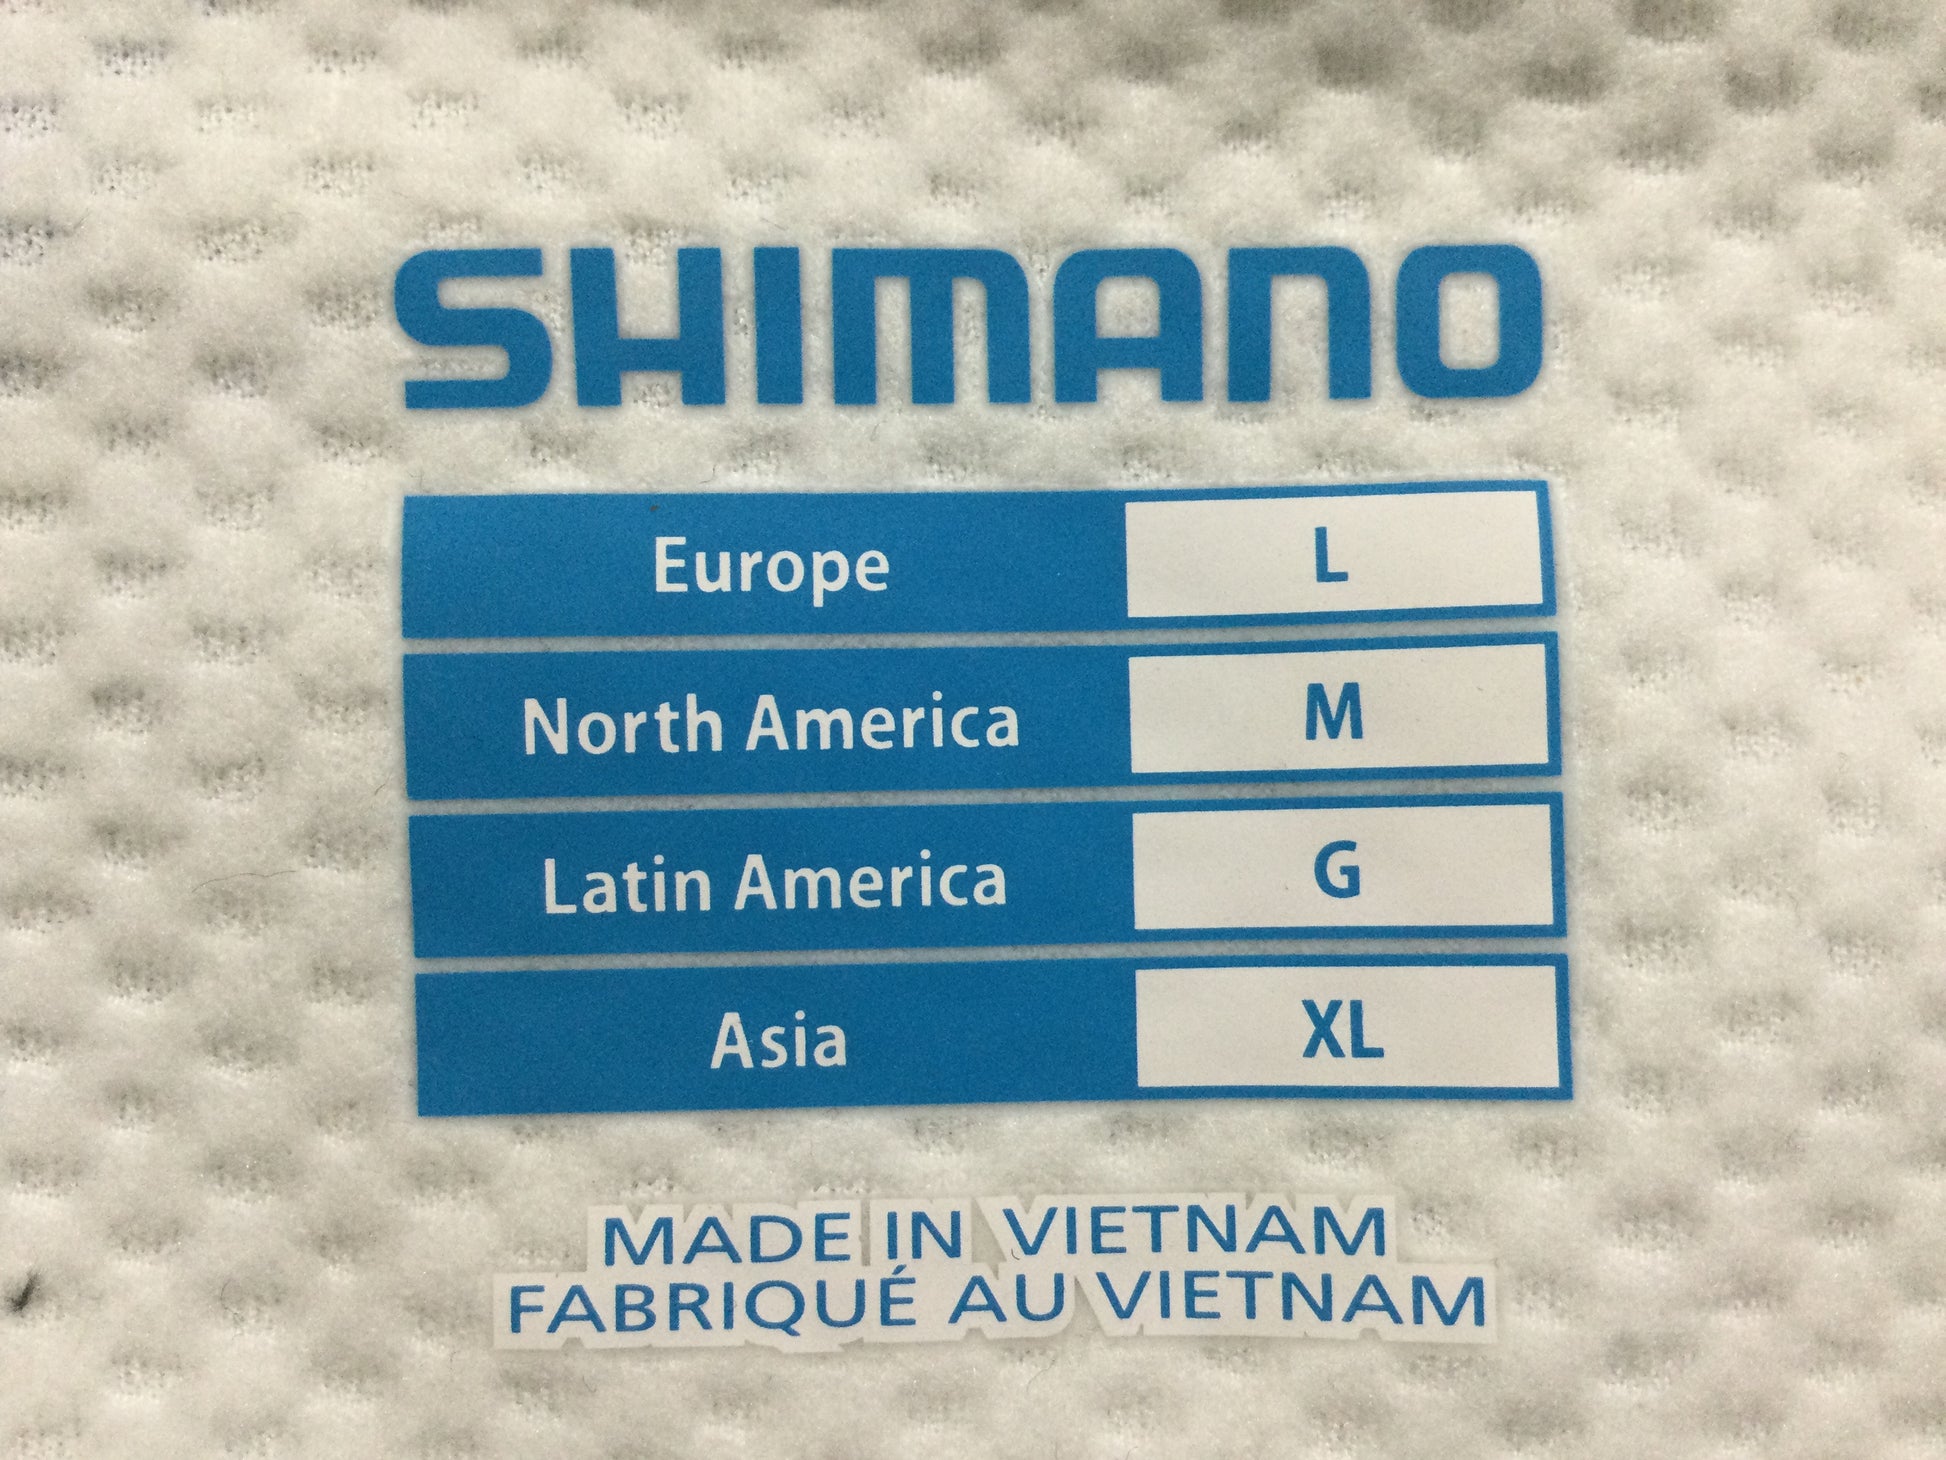 SHIMANO
Europe L
North America M
Latin America G
Asia XL
MADE IN VIETNAM
FABRIQUÉ AU VIETNAM